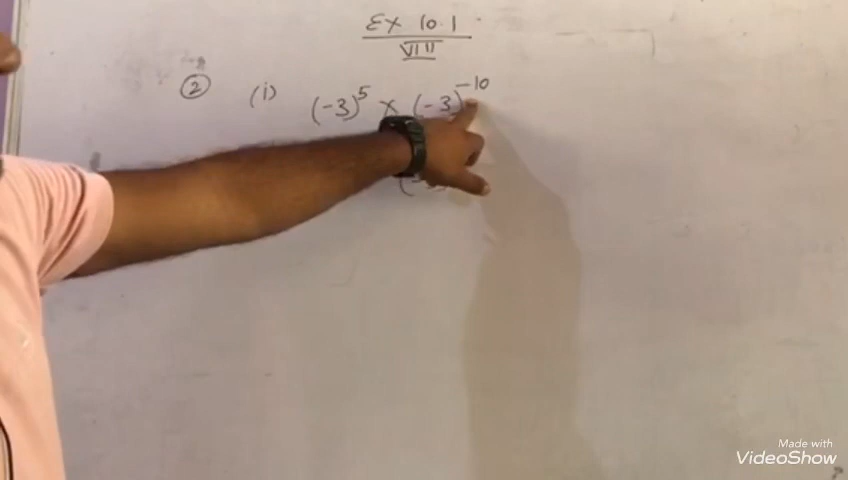 Ex 10.1
VIII
② (i) (-3)^5 × (-3)^-10
Made with
VideoShow